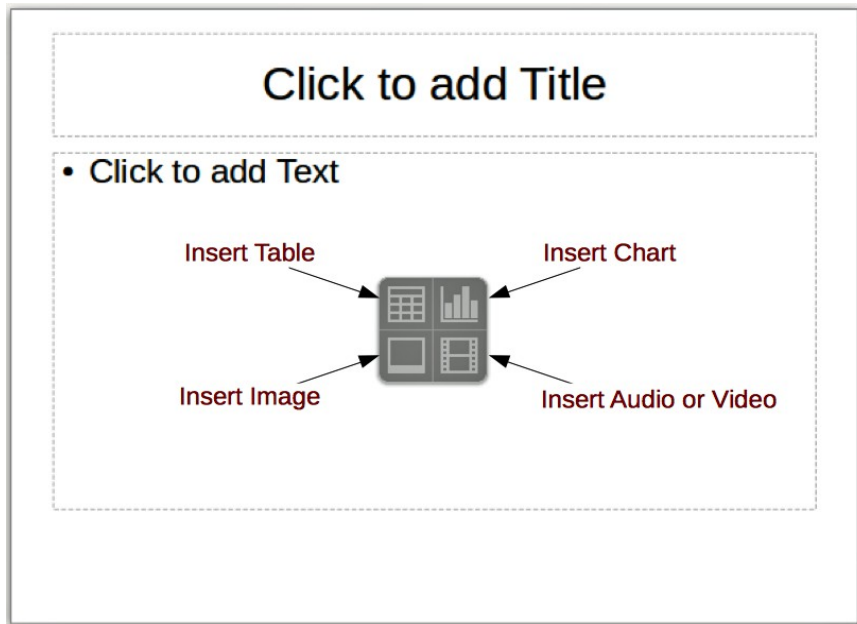 Click to add Title
• Click to add Text
Insert Table
Insert Chart
Insert Image
Insert Audio or Video